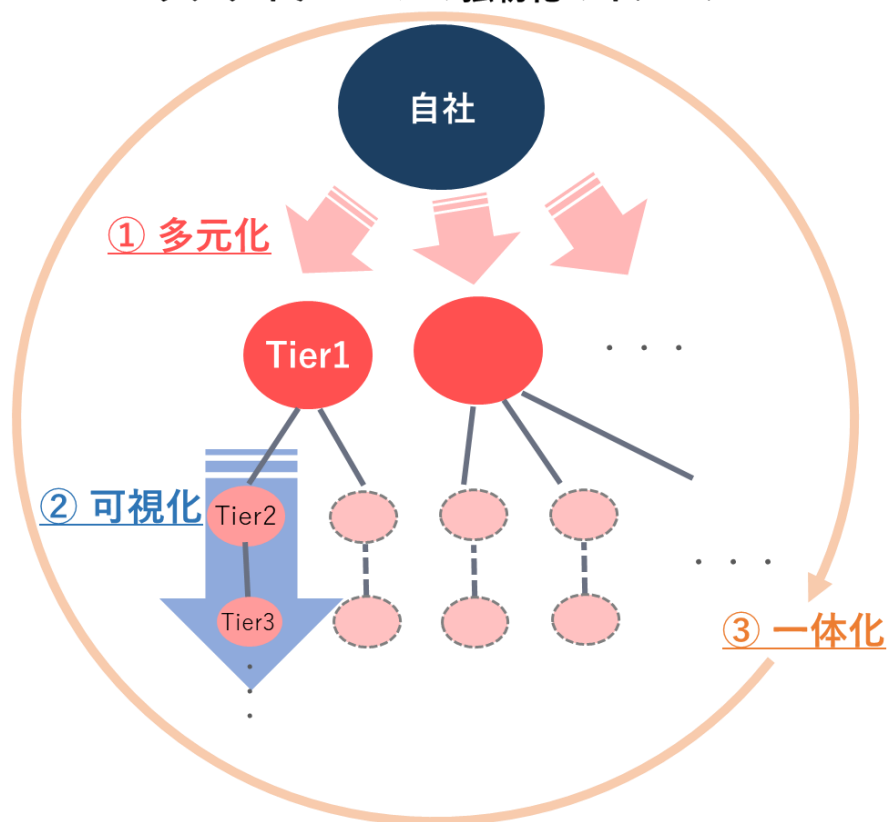 自社
① 多元化
Tier1
・・・
② 可視化
Tier2
・・・
Tier3
③ 一体化